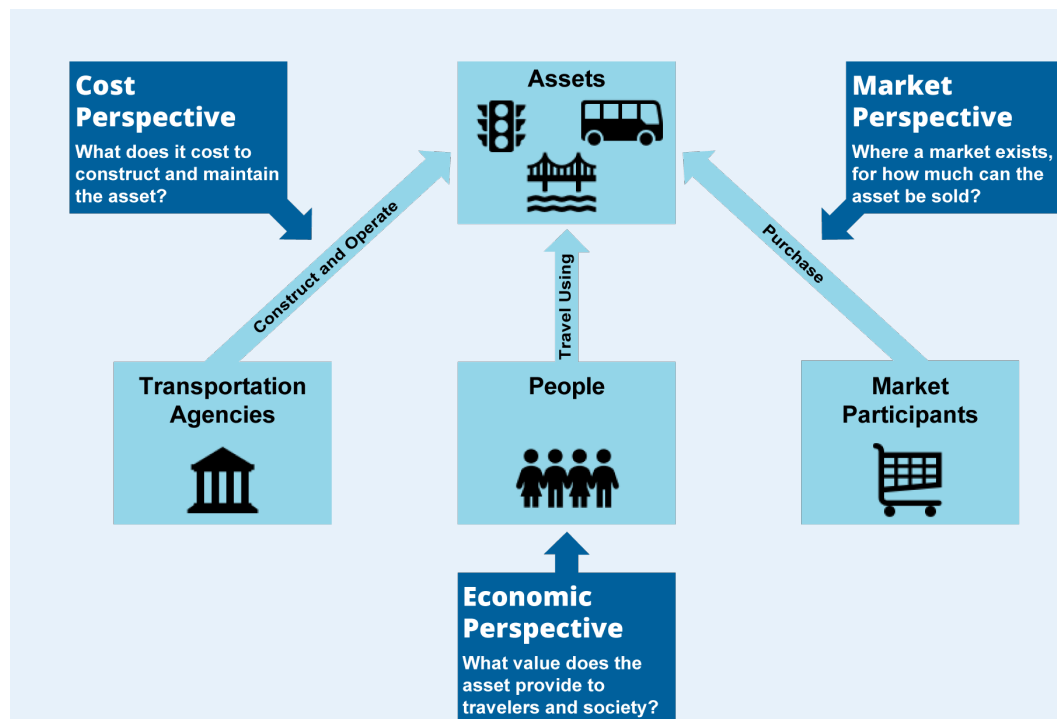 Cost
Perspective
What does it cost to
construct and maintain
the asset?
Assets
Market
Perspective
Where a market exists,
for how much can the
asset be sold?
Construct and Operate
Travel Using
Purchase
Transportation
Agencies
People
Market
Participants
Economic
Perspective
What value does the
asset provide to
travelers and society?